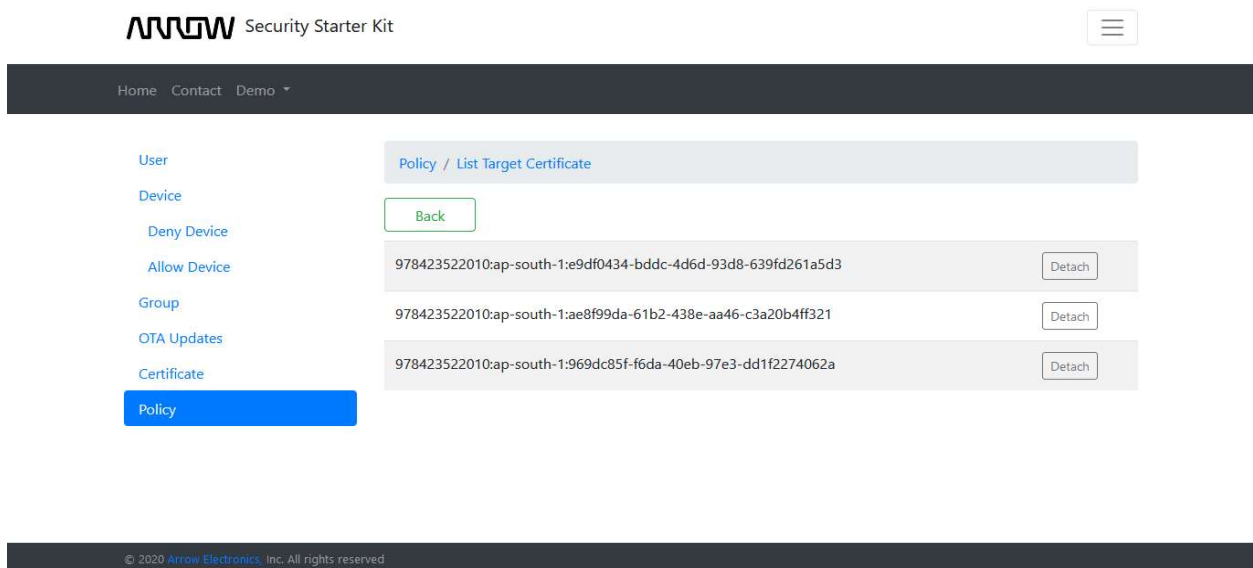 ARROW Security Starter Kit
Home Contact Demo
User
Device
Deny Device
Allow Device
Group
OTA Updates
Certificate
Policy
Policy / List Target Certificate
Back
978423522010:ap-south-1:e9df0434-bddc-4d6d-93d8-639fd261a5d3 Detach
978423522010:ap-south-1:ae8f99da-61b2-438e-aa46-c3a20b4ff321 Detach
978423522010:ap-south-1:969dc85f-f6da-40eb-97e3-dd1f2274062a Detach
© 2020 Arrow Electronics, Inc. All rights reserved